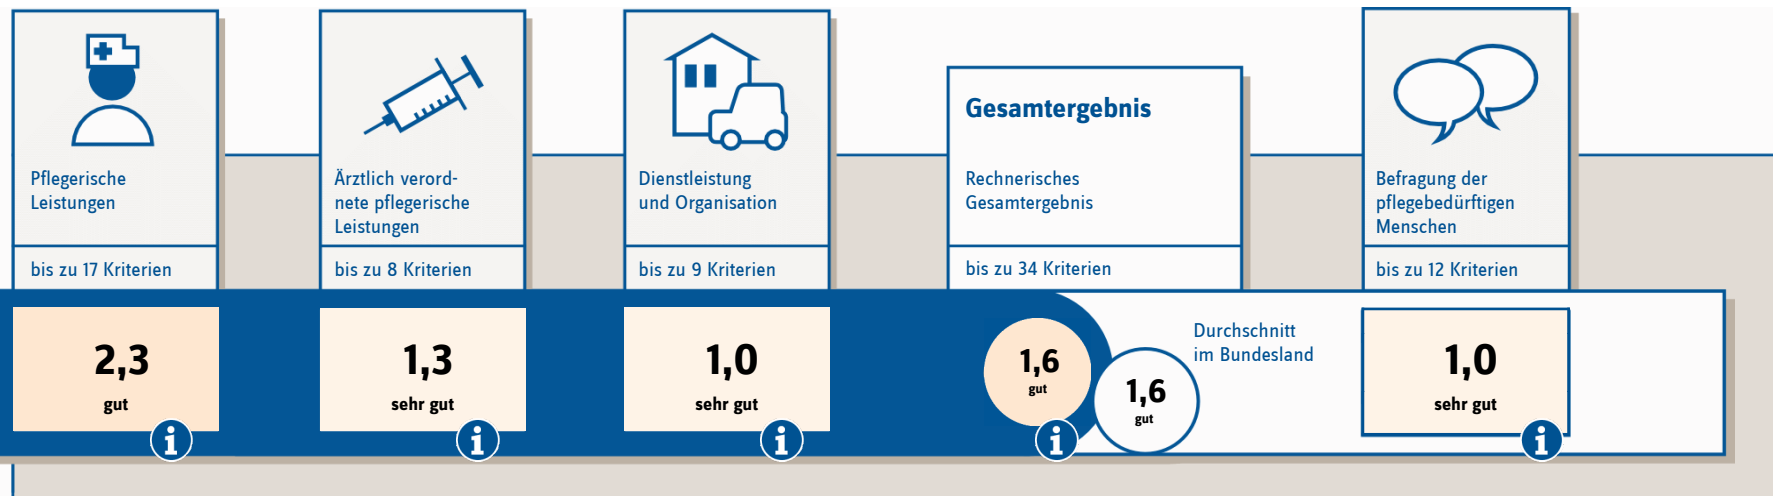 Pflegerische
Leistungen
bis zu 17 Kriterien
2,3
gut
i
Ärztlich verord-
nete pflegerische
Leistungen
bis zu 8 Kriterien
1,3
sehr gut
i
Dienstleistung
und Organisation
bis zu 9 Kriterien
1,0
sehr gut
i
Gesamtergebnis
Rechnerisches
Gesamtergebnis
bis zu 34 Kriterien
1,6
gut
i
1,6
gut
Durchschnitt
im Bundesland
Befragung der
pflegebedürftigen
Menschen
bis zu 12 Kriterien
1,0
sehr gut
i